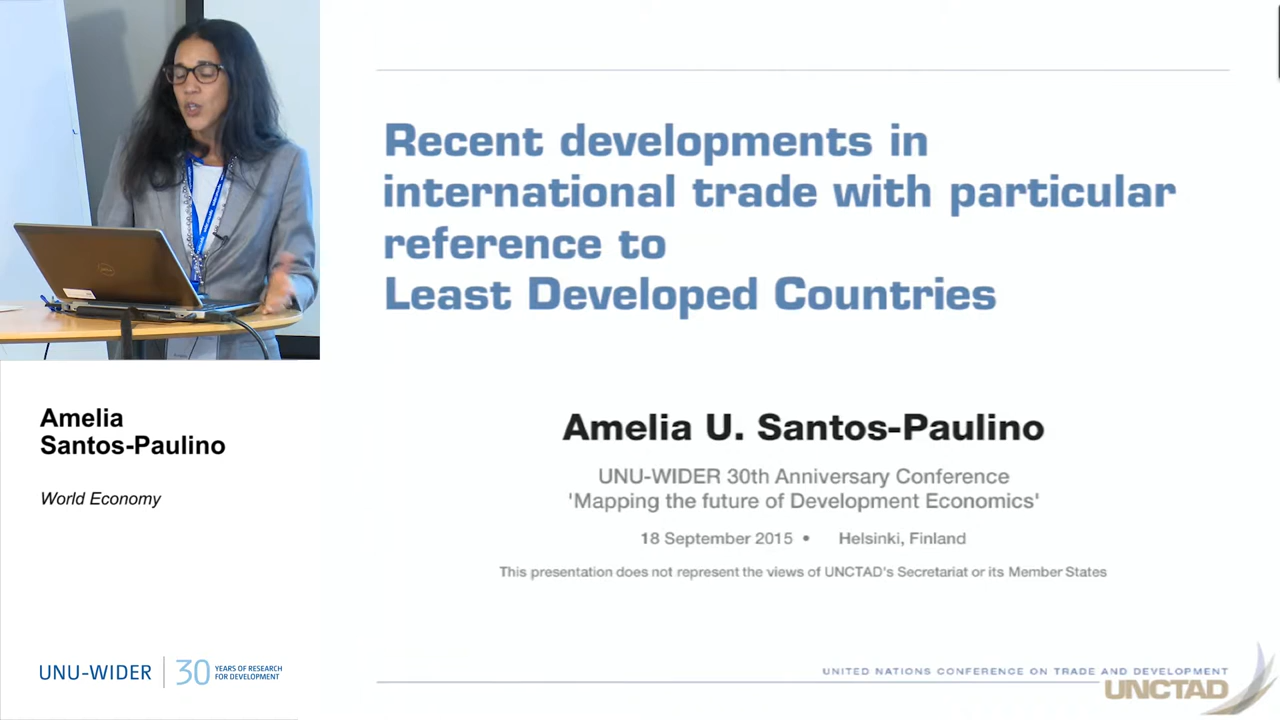 Amelia
Santos-Paulino
World Economy
UNU-WIDER
30 YEARS OF RESEARCH
FOR DEVELOPMENT
Recent developments in
international trade with particular
reference to
Least Developed Countries
Amelia U. Santos-Paulino
UNU-WIDER 30th Anniversary Conference
'Mapping the future of Development Economics'
18 September 2015 • Helsinki, Finland
This presentation does not represent the views of UNCTAD's Secretariat or its Member States
UNITED NATIONS CONFERENCE ON TRADE AND DEVELOPMENT
UNCTAD